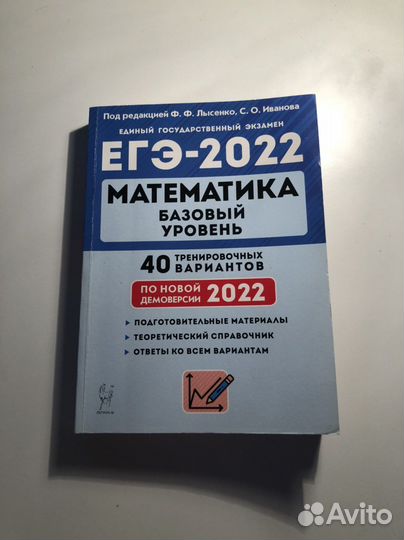 Под редакцией Ф. Ф. Лысенко, С. О. Иванова
ЕДИНЫЙ ГОСУДАРСТВЕННЫЙ ЭКЗАМЕН
ЕГЭ-2022
МАТЕМАТИКА
БАЗОВЫЙ
УРОВЕНЬ
40 ТРЕНИРОВОЧНЫХ
ВАРИАНТОВ
ПО НОВОЙ
ДЕМОВЕРСИИ 2022
ПОДГОТОВИТЕЛЬНЫЕ МАТЕРИАЛЫ
ТЕОРЕТИЧЕСКИЙ СПРАВОЧНИК
ОТВЕТЫ КО ВСЕМ ВАРИАНТАМ
Avito